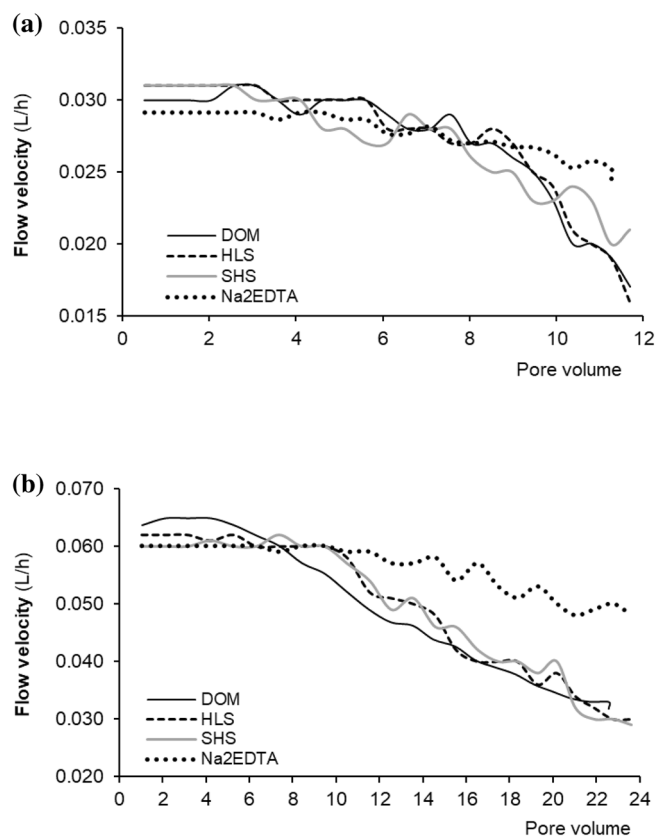 (a)
0.035
0.030
0.025
0.020
0.015
Flow velocity (L/h)
DOM
HLS
SHS
Na2EDTA
0 2 4 6 8 10 12
Pore volume
(b)
0.070
0.060
0.050
0.040
0.030
0.020
Flow velocity (L/h)
DOM
HLS
SHS
Na2EDTA
0 2 4 6 8 10 12 14 16 18 20 22 24
Pore volume